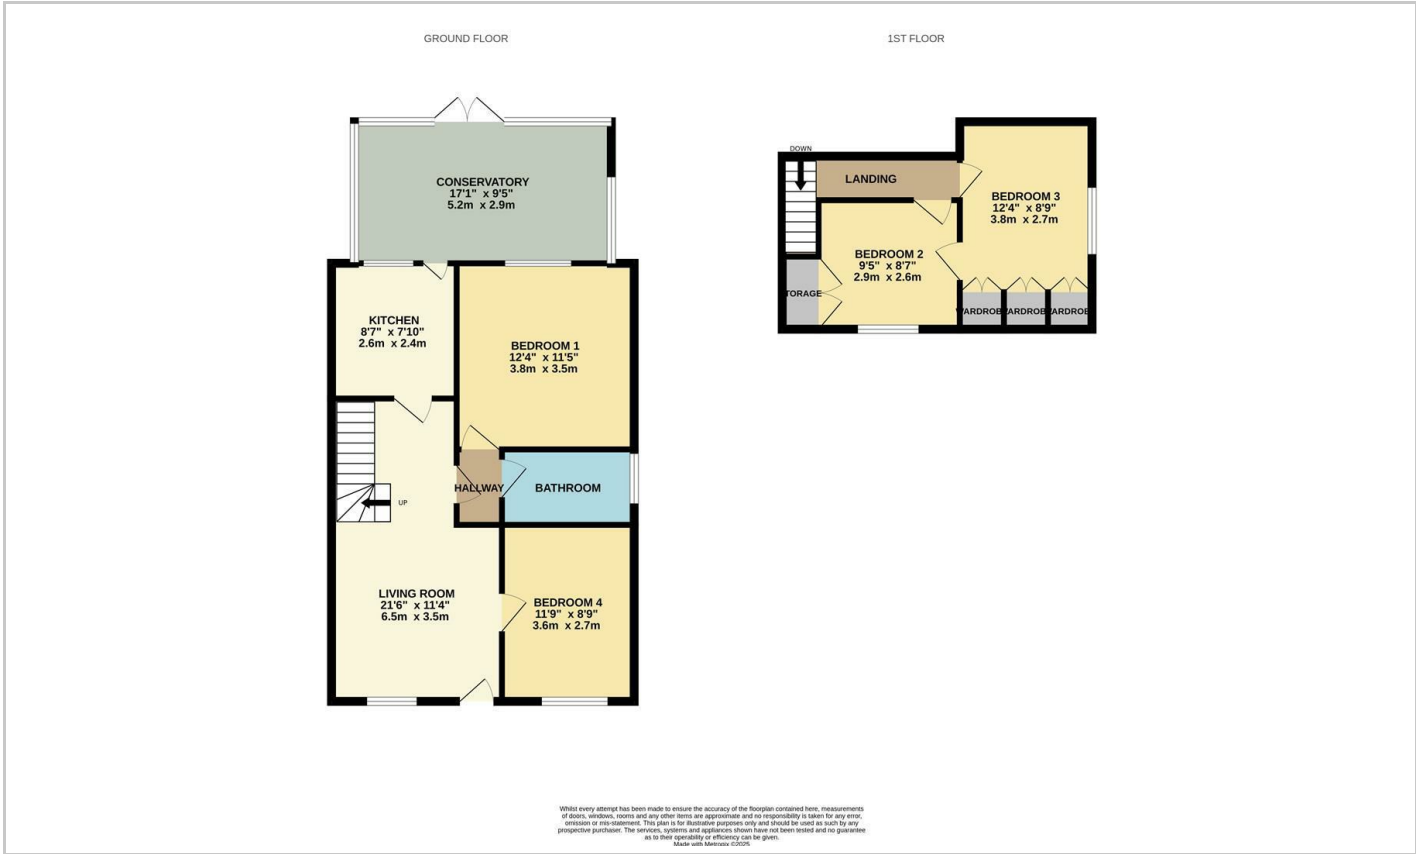 GROUND FLOOR
1ST FLOOR
CONSERVATORY
17'1" x 9'5"
5.2m x 2.9m
KITCHEN
8'7" x 7'10"
2.6m x 2.4m
BEDROOM 1
12'4" x 11'5"
3.8m x 3.5m
UP
HALLWAY
BATHROOM
LIVING ROOM
21'6" x 11'4"
6.5m x 3.5m
BEDROOM 4
11'9" x 8'9"
3.6m x 2.7m
DOWN
LANDING
BEDROOM 3
12'4" x 8'9"
3.8m x 2.7m
BEDROOM 2
9'5" x 8'7"
2.9m x 2.6m
TORAGE
WARDROB
ARDROB
ARDROB
Whilst every attempt has been made to ensure the accuracy of the floorplan contained here, measurements
of doors, windows, rooms and any other items are approximate and no responsibility is taken for any error,
omission or mis-statement. This plan is for illustrative purposes only and should be used as such by any
prospective purchaser. The services, systems and appliances shown have not been tested and no guarantee
as to their operability or efficiency can be given.
Made with Metropix ©2025